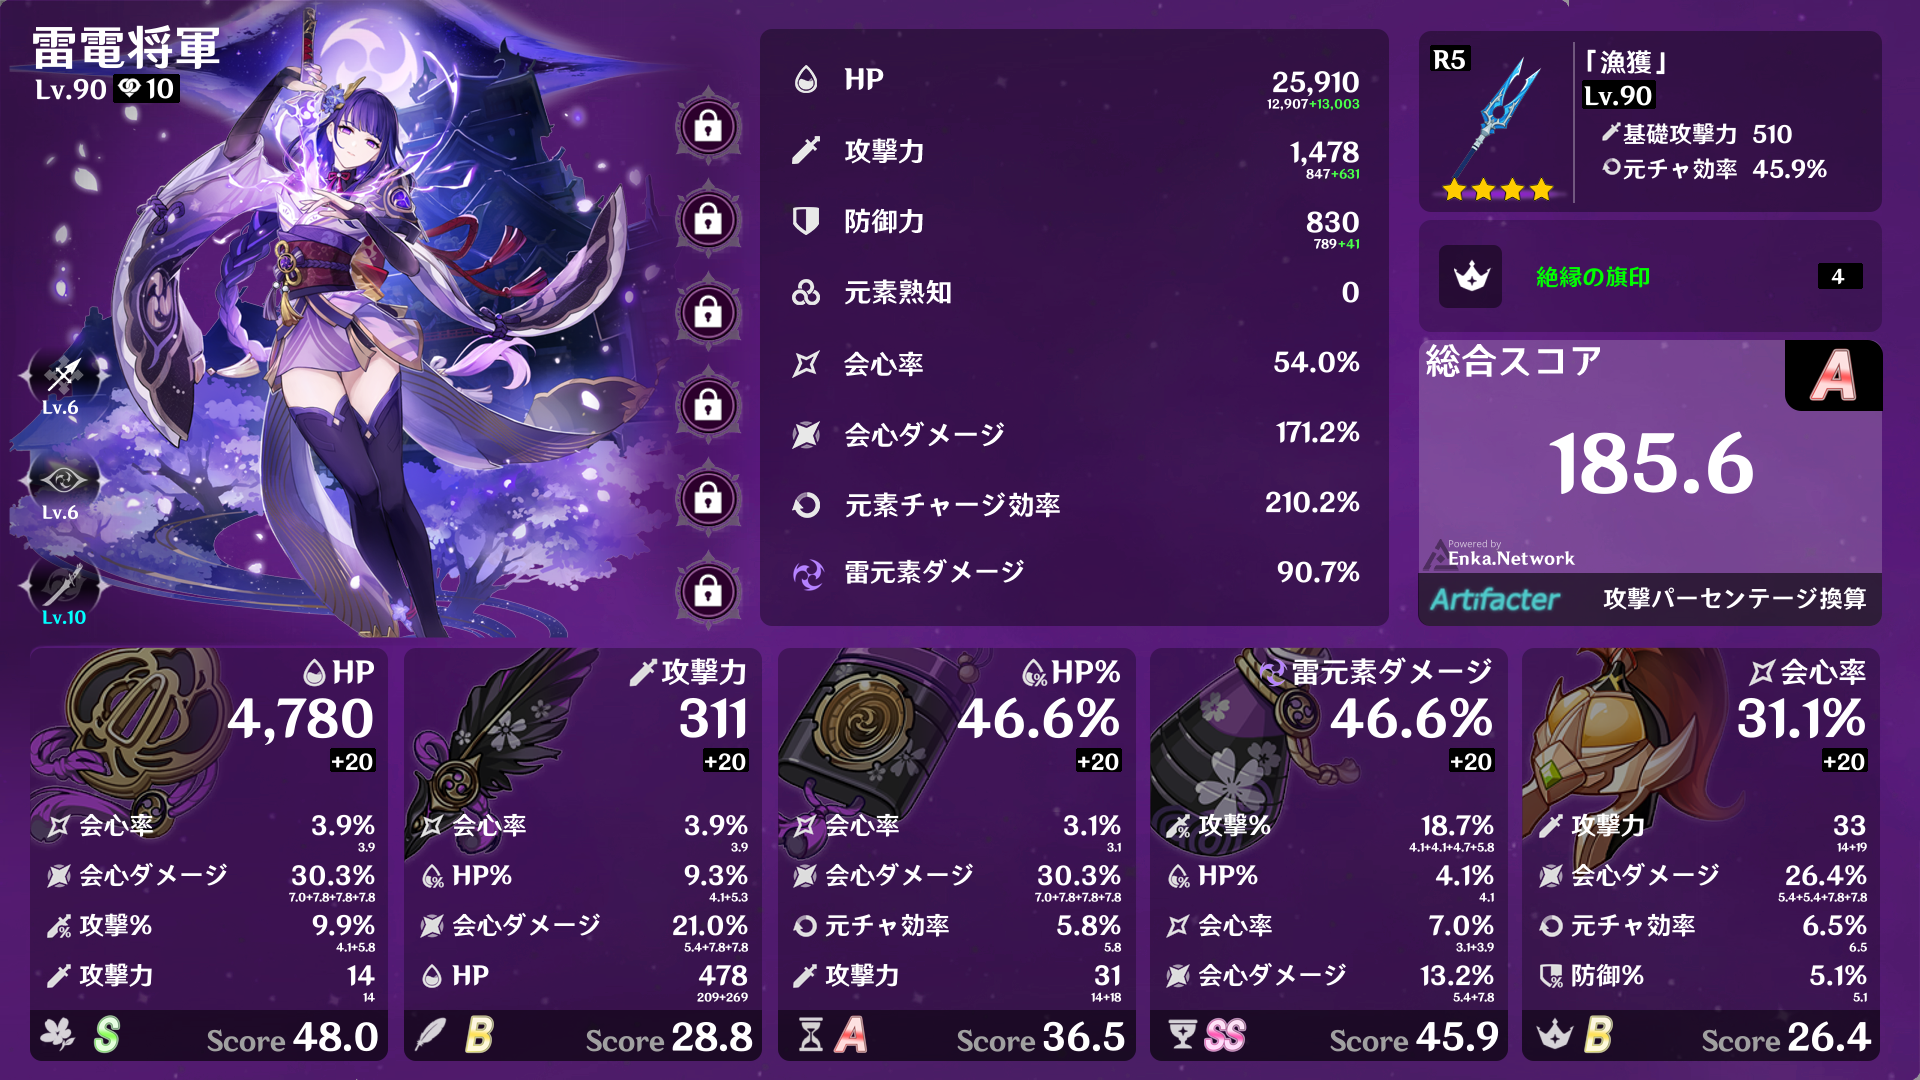 雷電将軍
Lv.90 10
Lv.6
Lv.6
Lv.10
HP 25,910
12,907+13,003
攻撃力 1,478
847+631
防御力 830
789+41
元素熟知 0
会心率 54.0%
会心ダメージ 171.2%
元素チャージ効率 210.2%
雷元素ダメージ 90.7%
R5
「漁獲」
Lv.90
基礎攻撃力 510
元チャ効率 45.9%
絶縁の旗印 4
総合スコア A
185.6
Powered by
Enka.Network
Artifacter 攻撃パーセンテージ換算
HP
4,780
+20
会心率 3.9%
3.9
会心ダメージ 30.3%
7.0+7.8+7.8+7.8
攻撃% 9.9%
4.1+5.8
攻撃力 14
14
S Score 48.0
攻撃力
311
+20
会心率 3.9%
3.9
HP% 9.3%
4.1+5.3
会心ダメージ 21.0%
5.4+7.8+7.8
HP 478
209+269
B Score 28.8
HP%
46.6%
+20
会心率 3.1%
3.1
会心ダメージ 30.3%
7.0+7.8+7.8+7.8
元チャ効率 5.8%
5.8
攻撃力 31
14+18
A Score 36.5
雷元素ダメージ
46.6%
+20
攻撃% 18.7%
4.1+4.1+4.7+5.8
HP% 4.1%
4.1
会心率 7.0%
3.1+3.9
会心ダメージ 13.2%
5.4+7.8
SS Score 45.9
会心率
31.1%
+20
攻撃力 33
14+19
会心ダメージ 26.4%
5.4+5.4+7.8+7.8
元チャ効率 6.5%
6.5
防御% 5.1%
5.1
B Score 26.4